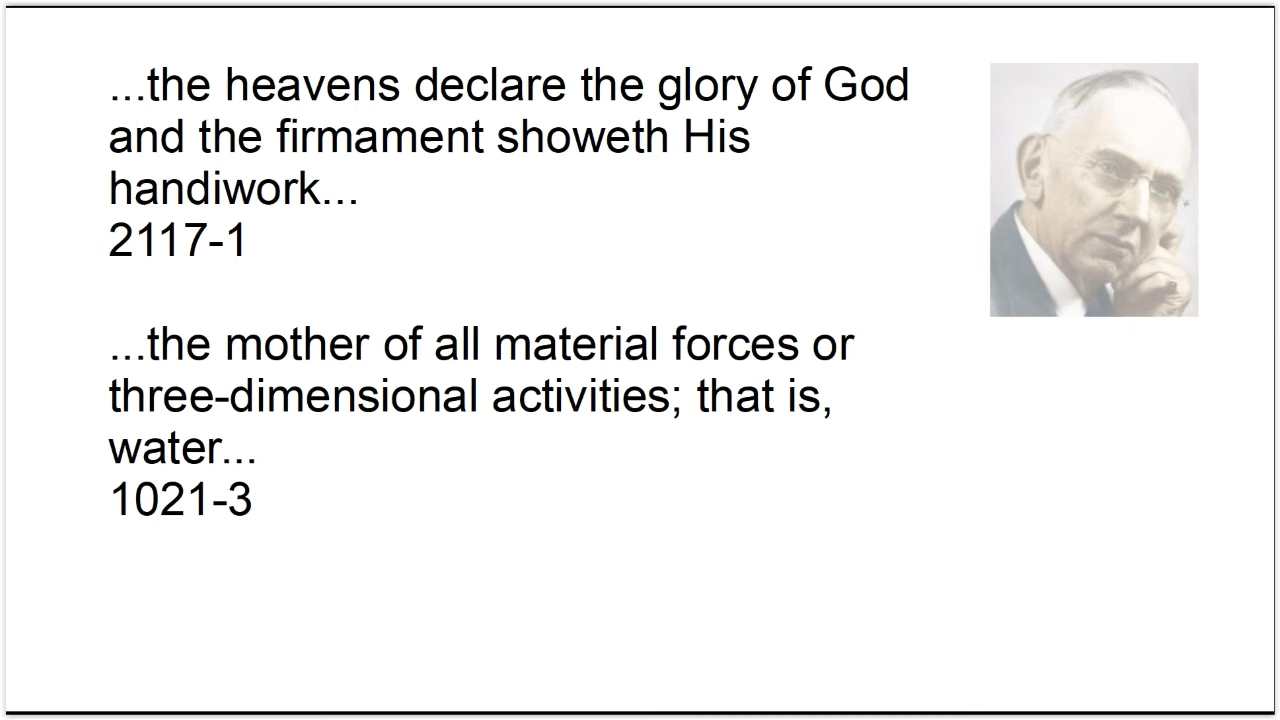 ...the heavens declare the glory of God
and the firmament showeth His
handiwork...
2117-1
...the mother of all material forces or
three-dimensional activities; that is,
water...
1021-3